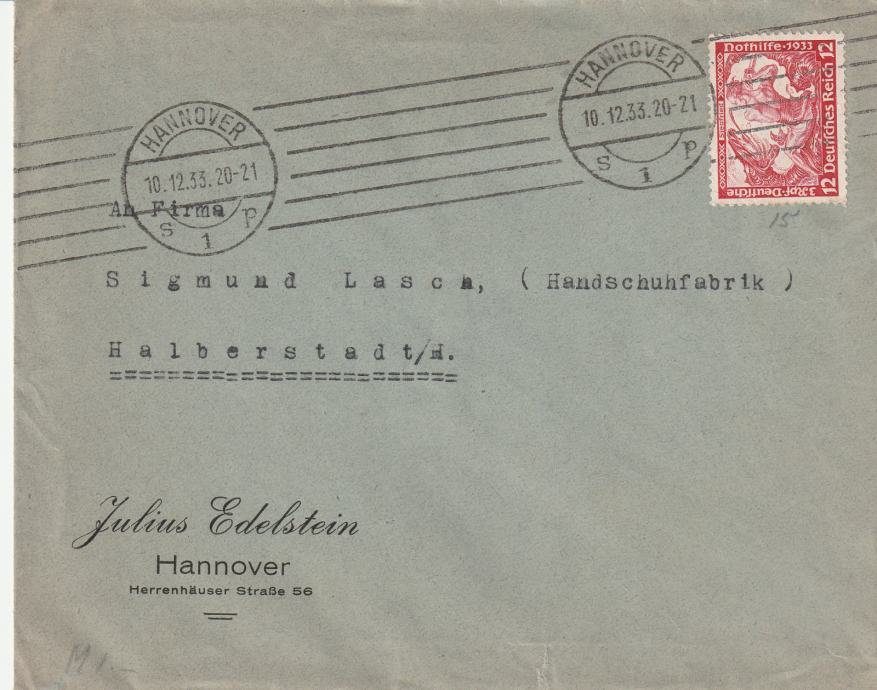 HANNOVER
10.12.33.20-21
s 1 p
HANNOVER
10.12.33.20-21
s 1 p
Nothilfe·1933
12 Deutsches Reich 12
3 Rpf-Deutsche
15
An Firma
Sigmund Lasch, ( Handschuhfabrik )
Halberstadt/H.
=========================
Julius Edelstein
Hannover
Herrenhäuser Straße 56
M 1.—